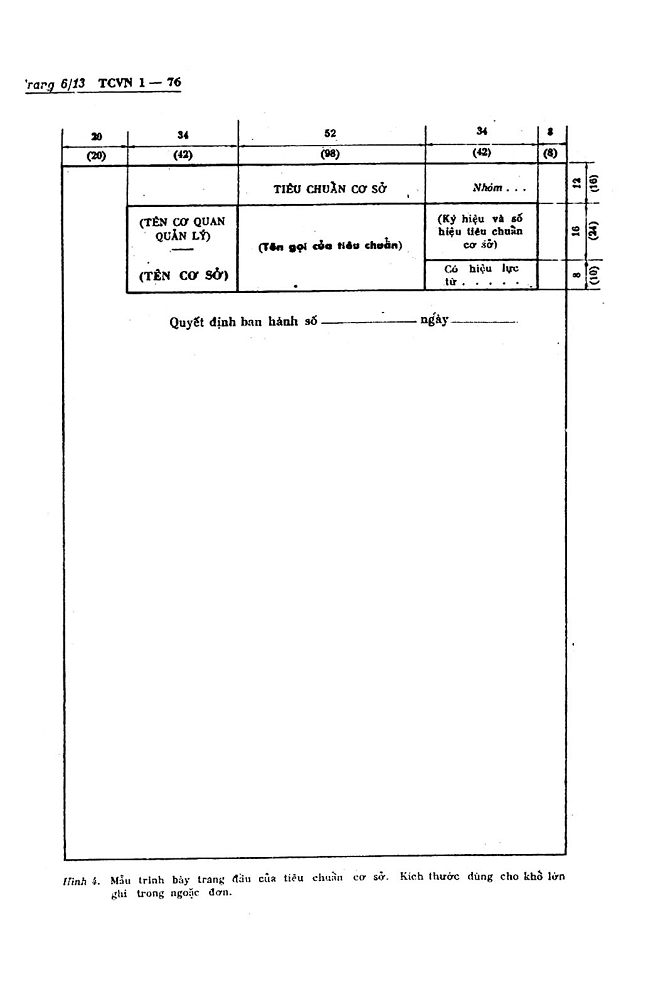 Trang 6/13 TCVN 1 — 76
20 34 52 34 8
(20) (42) (98) (42) (8)
TIÊU CHUẨN CƠ SỞ
Nhóm . . .
12
(16)
(TÊN CƠ QUAN
QUẢN LÝ)
(TÊN CƠ SỞ)
(Tên gọi của tiêu chuẩn)
(Ký hiệu và số
hiệu tiêu chuẩn
cơ sở)
16
(24)
Có hiệu lực
từ . . . . . .
8
(10)
Quyết định ban hành số ________ ngày ________
Hình 4. Mẫu trình bày trang đầu của tiêu chuẩn cơ sở. Kích thước dùng cho khổ lớn
ghi trong ngoặc đơn.